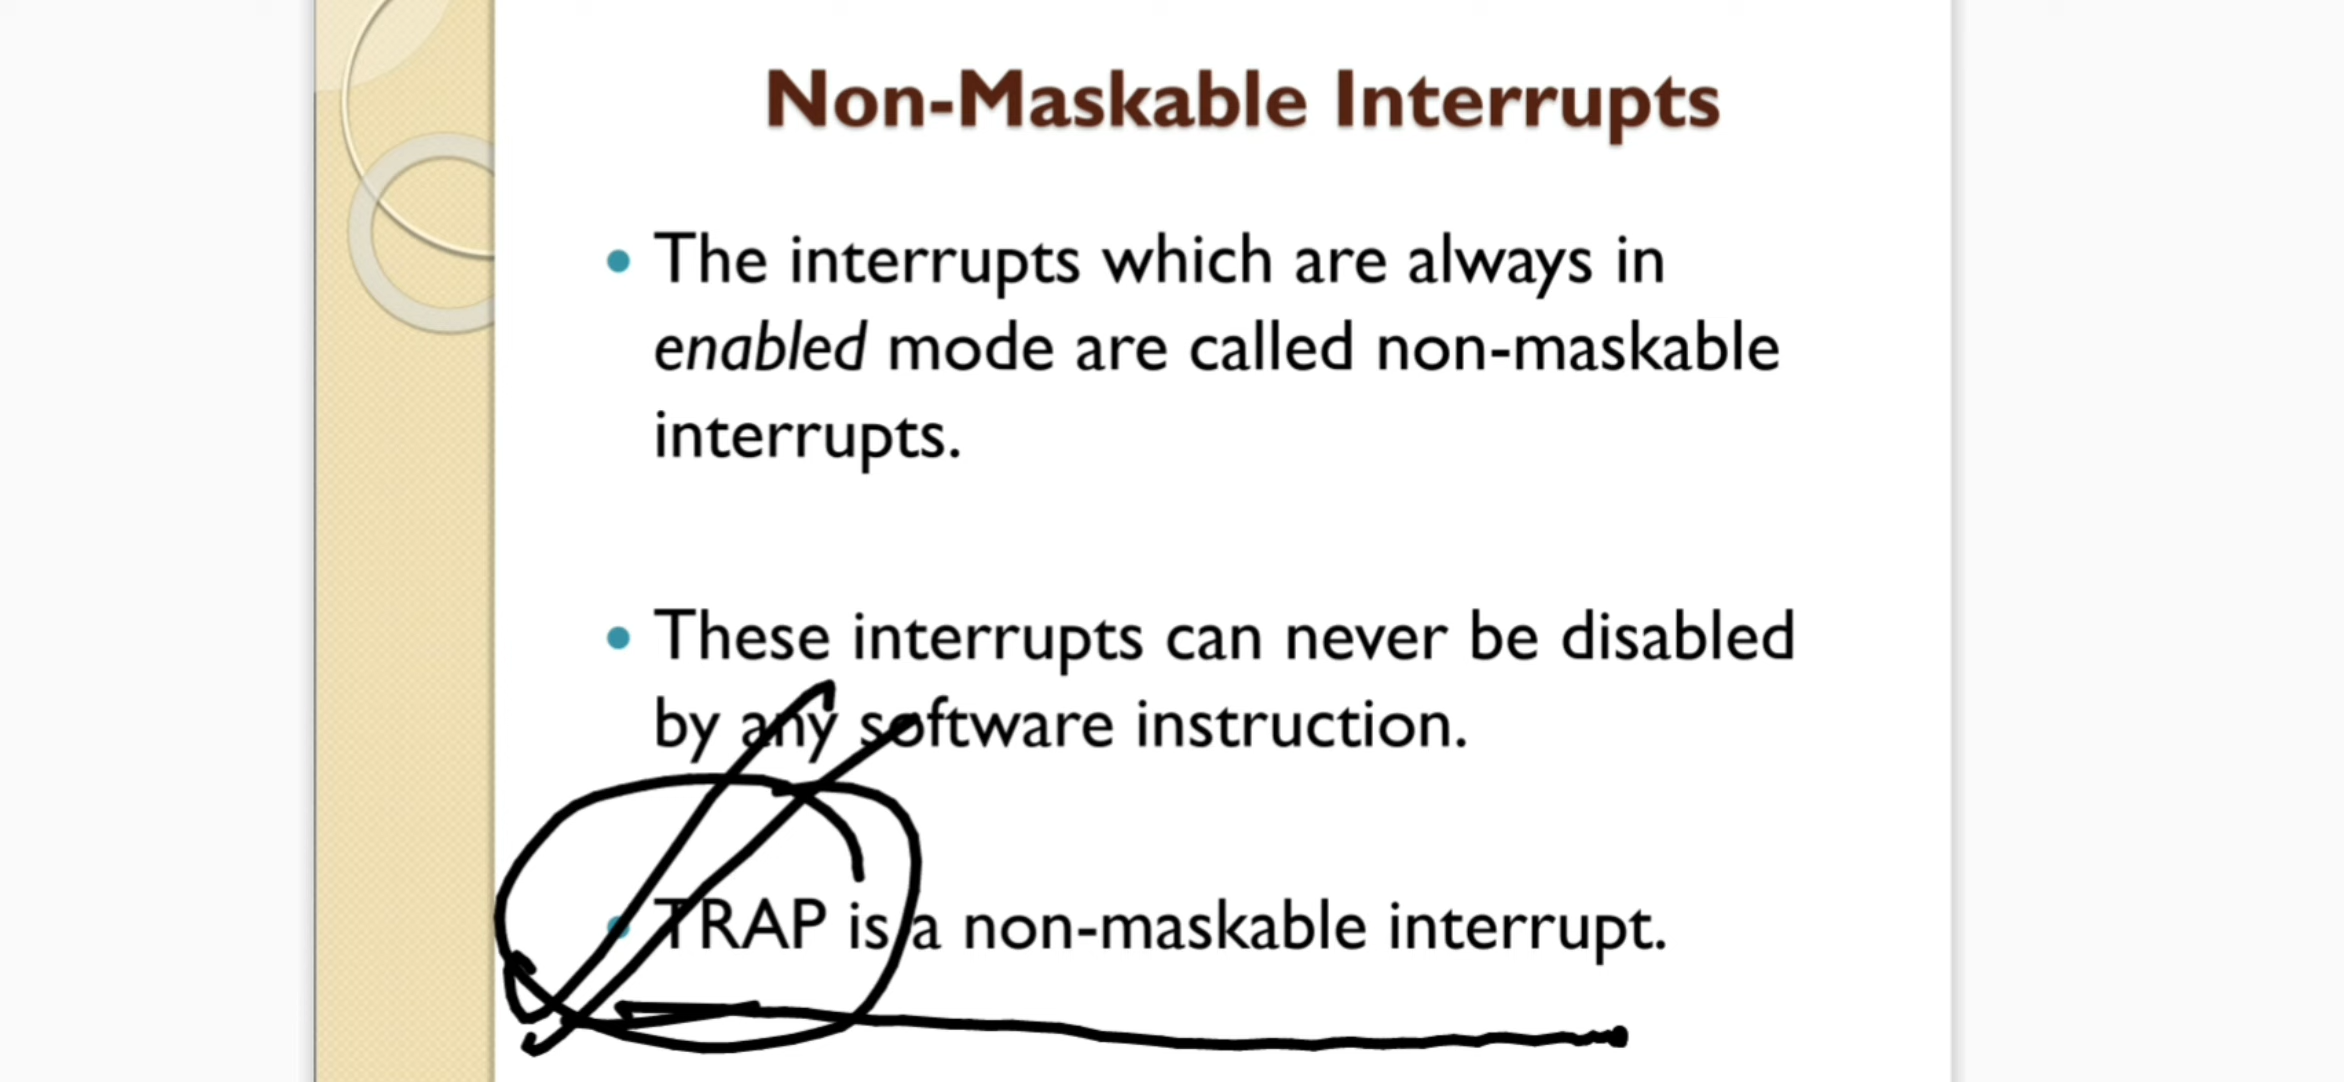 Non-Maskable Interrupts
• The interrupts which are always in
enabled mode are called non-maskable
interrupts.
• These interrupts can never be disabled
by any software instruction.
• TRAP is a non-maskable interrupt.